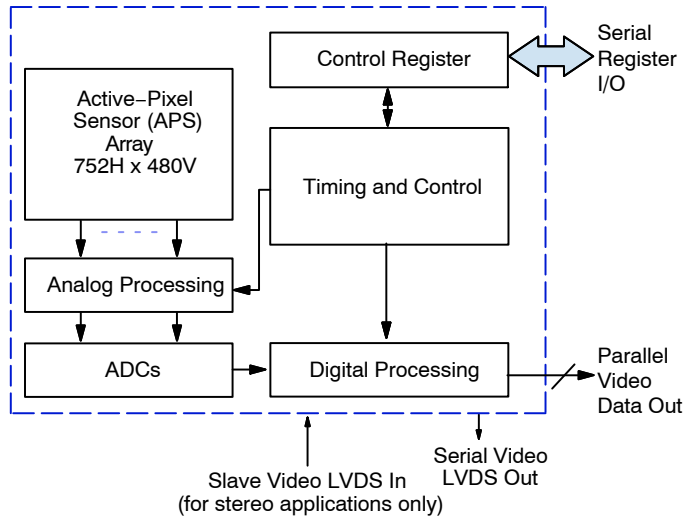 Control Register
Serial
Register
I/O
Active−Pixel
Sensor (APS)
Array
752H x 480V
Timing and Control
Analog Processing
ADCs
Digital Processing
Parallel
Video
Data Out
Slave Video LVDS In
(for stereo applications only)
Serial Video
LVDS Out